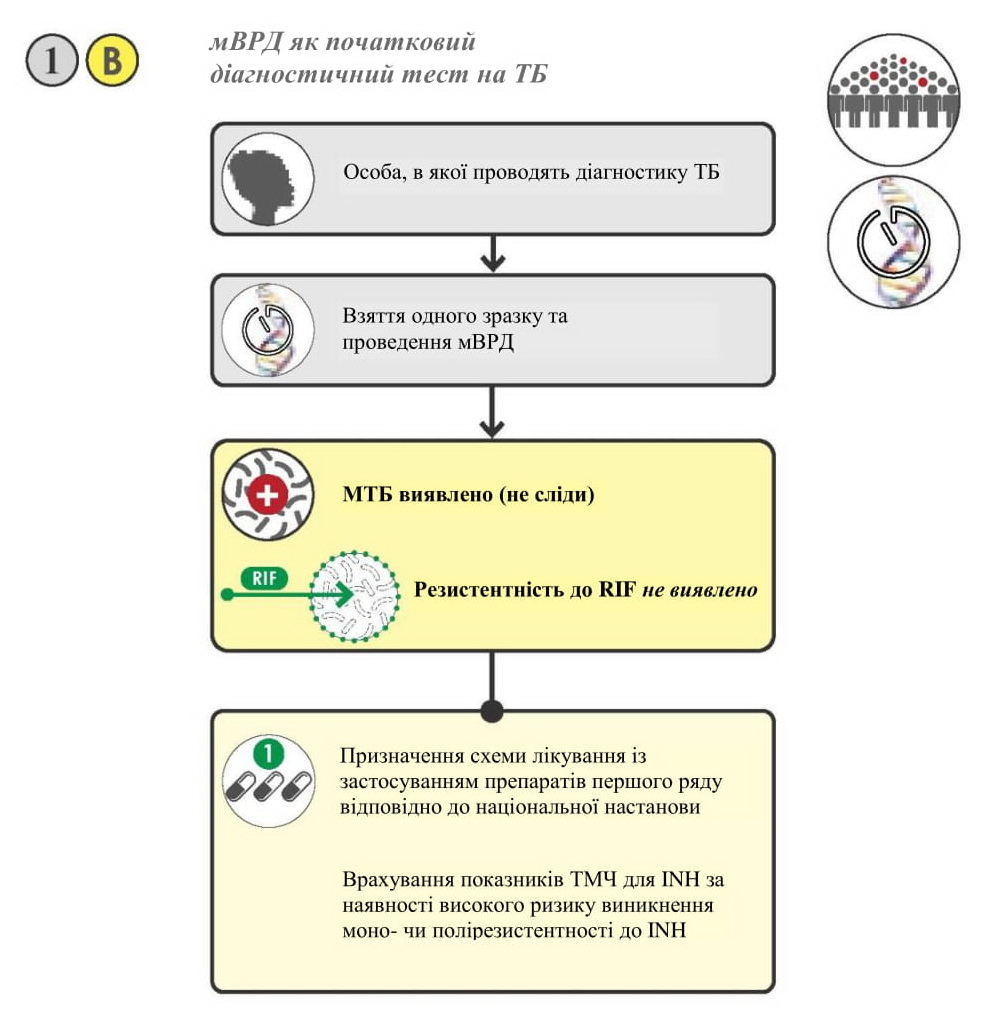 1 B
мВРД як початковий
діагностичний тест на ТБ
Особа, в якої проводять діагностику ТБ
Взяття одного зразку та
проведення мВРД
МТБ виявлено (не сліди)
RIF
Резистентність до RIF не виявлено
1
Призначення схеми лікування із
застосуванням препаратів першого ряду
відповідно до національної настанови
Врахування показників ТМЧ для INH за
наявності високого ризику виникнення
моно- чи полірезистентності до INH